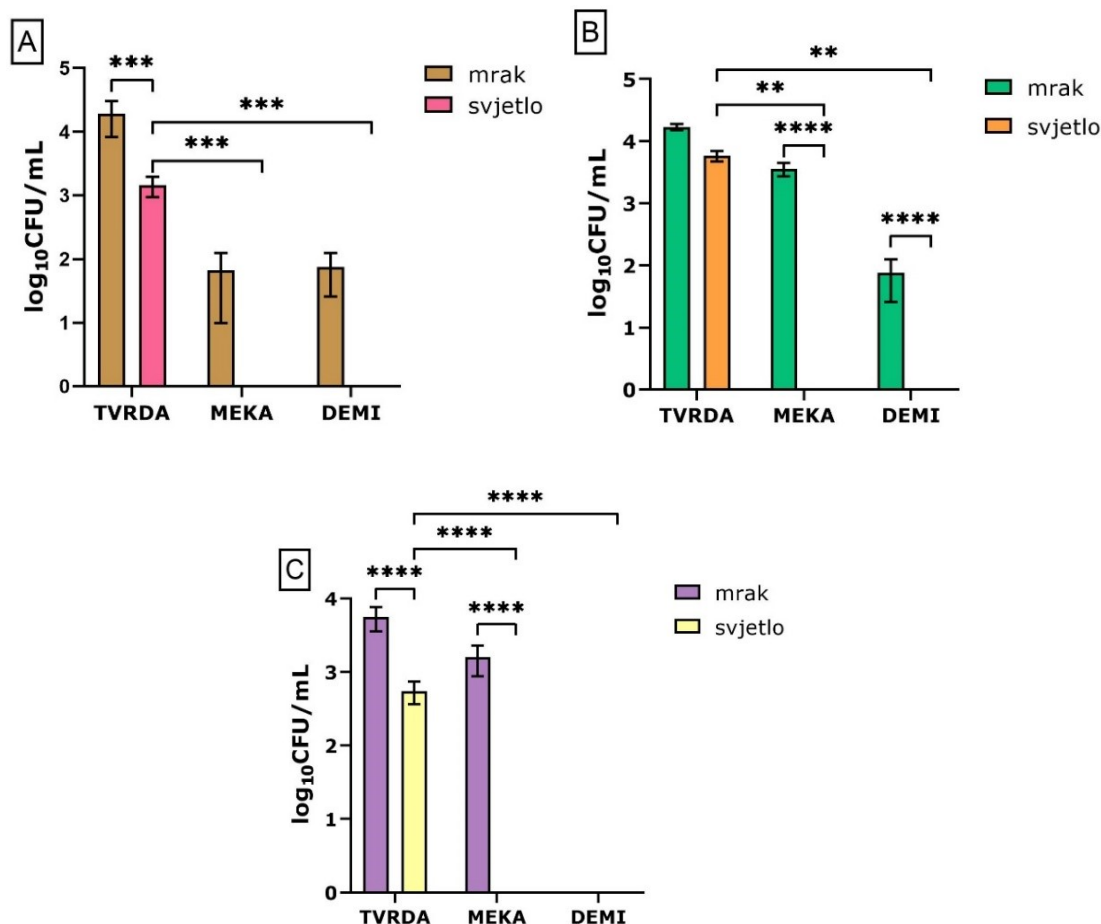 A
***
***
***
mrak
svjetlo
log₁₀CFU/mL
5
4
3
2
1
0
TVRDA MEKA DEMI
B
**
**
****
****
mrak
svjetlo
log₁₀CFU/mL
5
4
3
2
1
0
TVRDA MEKA DEMI
C
****
****
****
****
mrak
svjetlo
log₁₀CFU/mL
4
3
2
1
0
TVRDA MEKA DEMI